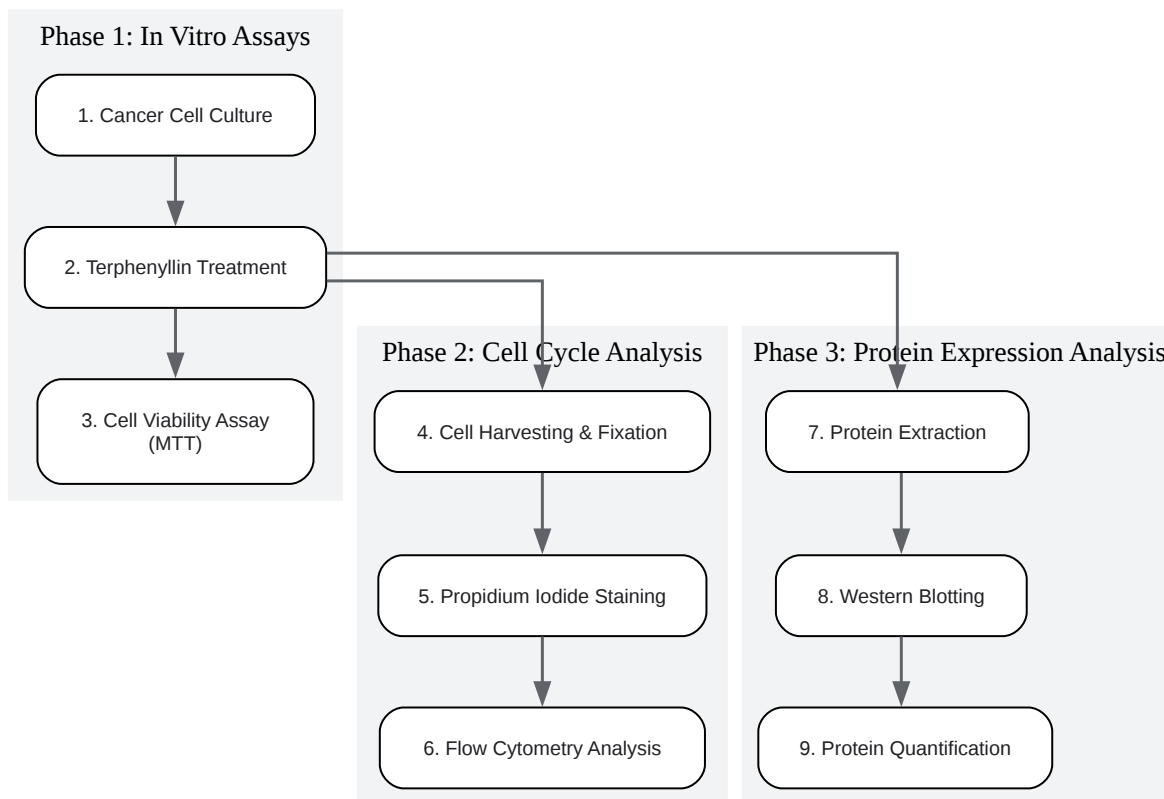 Phase 1: In Vitro Assays
1. Cancer Cell Culture
2. Terphenyllin Treatment
3. Cell Viability Assay
(MTT)
Phase 2: Cell Cycle Analysis
4. Cell Harvesting & Fixation
5. Propidium Iodide Staining
6. Flow Cytometry Analysis
Phase 3: Protein Expression Analysis
7. Protein Extraction
8. Western Blotting
9. Protein Quantification